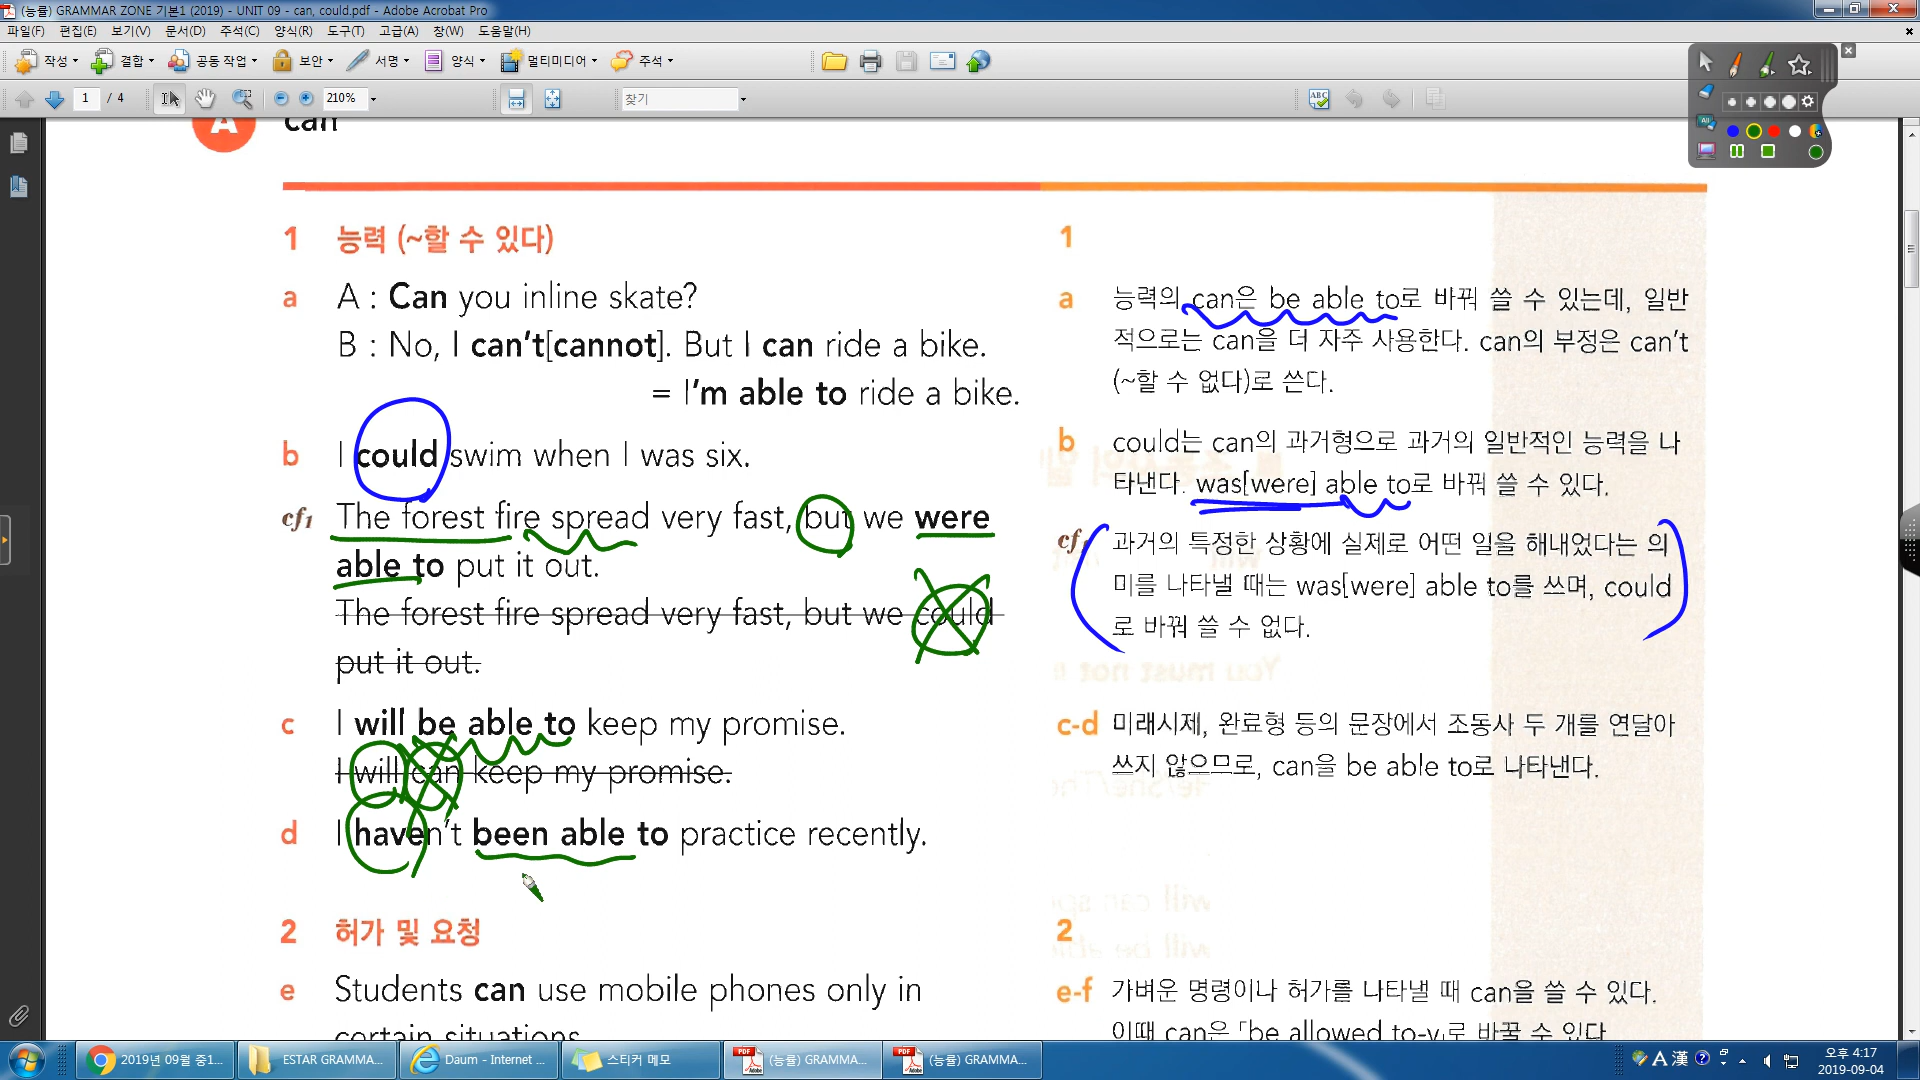 (능률) GRAMMAR ZONE 기본1 (2019) - UNIT 09 - can, could.pdf - Adobe Acrobat Pro
파일(F) 편집(E) 보기(V) 문서(D) 주석(C) 양식(R) 도구(T) 고급(A) 창(W) 도움말(H)
작성 결합 공동 작업 보안 서명 양식 멀티미디어 주석
1 / 4 210% 찾기
A can
1 능력 (~할 수 있다)
a A : Can you inline skate?
B : No, I can't[cannot]. But I can ride a bike.
= I'm able to ride a bike.
b I could swim when I was six.
cf1 The forest fire spread very fast, but we were
able to put it out.
The forest fire spread very fast, but we could
put it out.
c I will be able to keep my promise.
I will can keep my promise.
d I haven't been able to practice recently.
2 허가 및 요청
e Students can use mobile phones only in
certain situations.
1
a 능력의 can은 be able to로 바꿔 쓸 수 있는데, 일반
적으로는 can을 더 자주 사용한다. can의 부정은 can't
(~할 수 없다)로 쓴다.
b could는 can의 과거형으로 과거의 일반적인 능력을 나
타낸다. was[were] able to로 바꿔 쓸 수 있다.
cf1 과거의 특정한 상황에 실제로 어떤 일을 해내었다는 의
미를 나타낼 때는 was[were] able to를 쓰며, could
로 바꿔 쓸 수 없다.
c-d 미래시제, 완료형 등의 문장에서 조동사 두 개를 연달아
쓰지 않으므로, can을 be able to로 나타낸다.
2
e-f 가벼운 명령이나 허가를 나타낼 때 can을 쓸 수 있다.
이때 can은 「be allowed to-v」로 바꿀 수 있다
2019년 09월 중1... ESTAR GRAMMA... Daum - Internet ... 스티커 메모 (능률) GRAMMA... (능률) GRAMMA...
A 漢
오후 4:17
2019-09-04